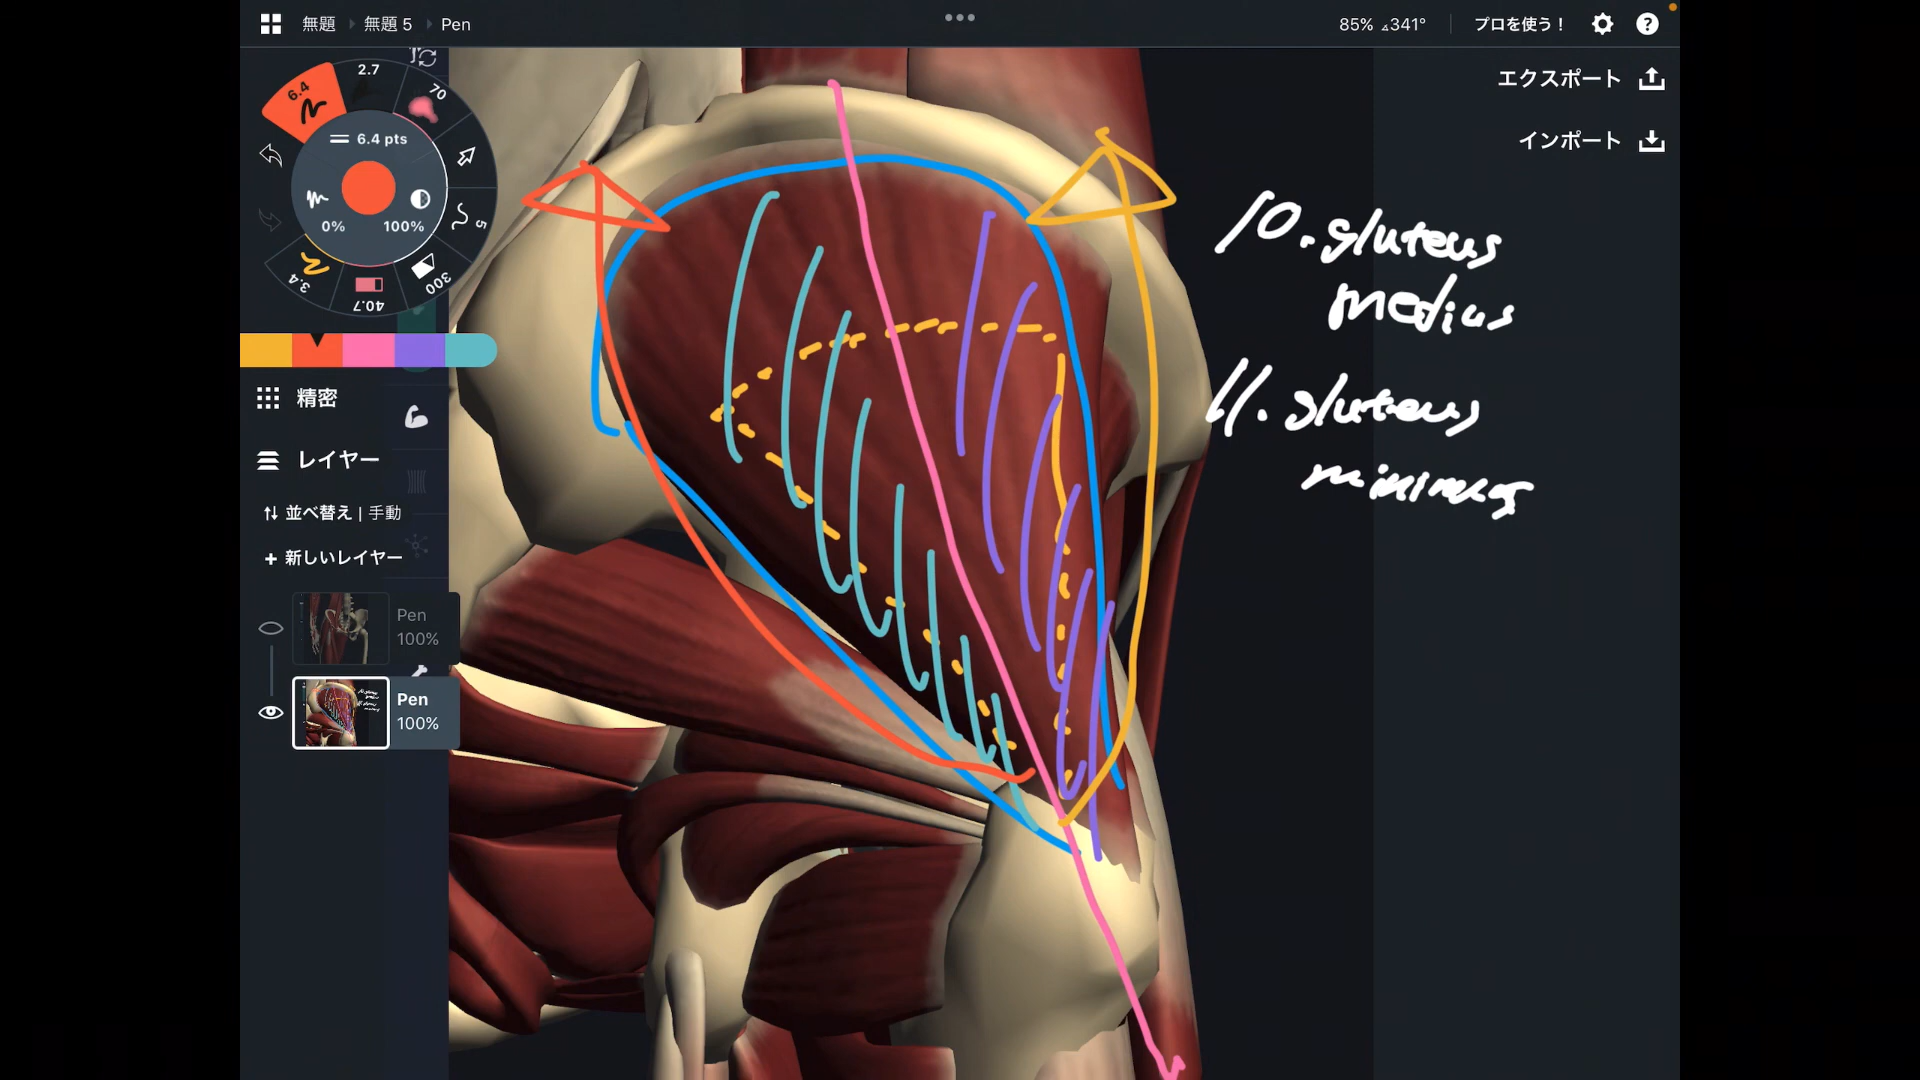 無題 無題 5 Pen
85% ⊿341° プロを使う！
エクスポート
インポート
6.4
2.7
70
5
300
40.7
3.4
6.4 pts
0% 100%
精密
レイヤー
並べ替え | 手動
+ 新しいレイヤー
Pen
100%
Pen
100%
10. gluteus
medius
11. gluteus
minimus